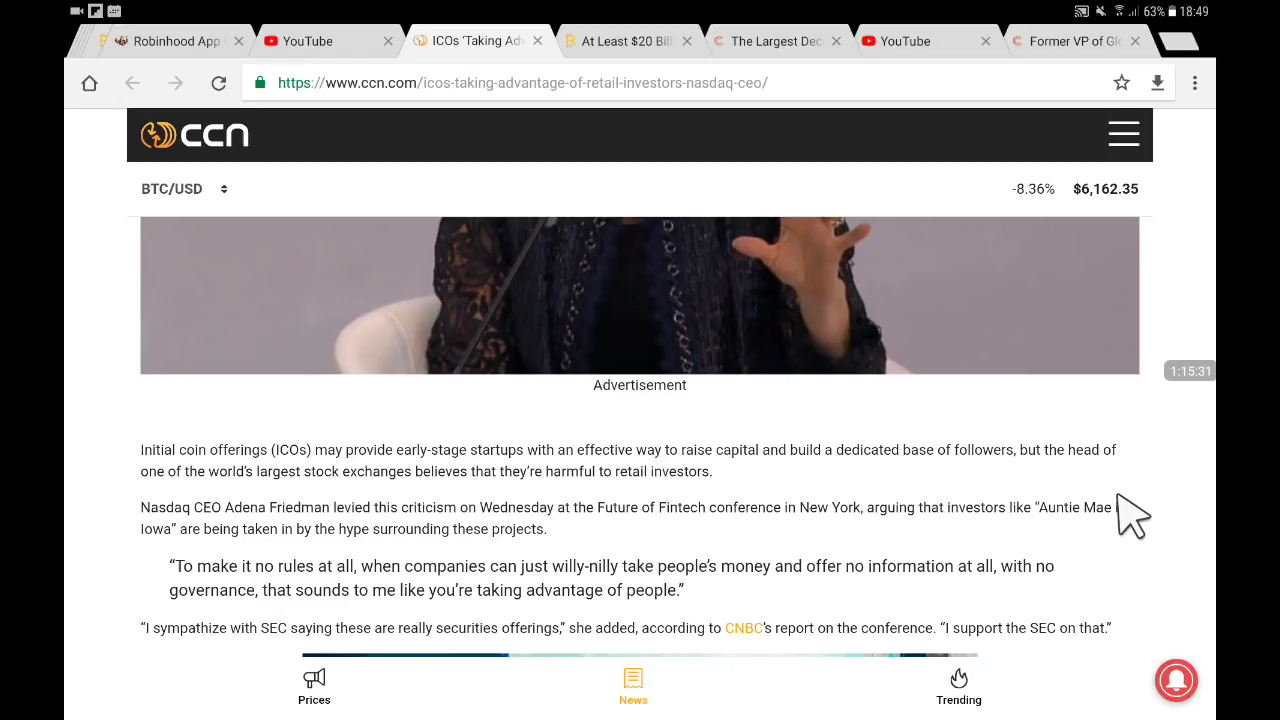 63% 18:49
Robinhood App
YouTube
ICOs 'Taking Adv
At Least $20 Bill
The Largest Dec
YouTube
Former VP of Gl
https://www.ccn.com/icos-taking-advantage-of-retail-investors-nasdaq-ceo/
ccn
BTC/USD
-8.36% $6,162.35
Advertisement
1:15:31
Initial coin offerings (ICOs) may provide early-stage startups with an effective way to raise capital and build a dedicated base of followers, but the head of
one of the world's largest stock exchanges believes that they're harmful to retail investors.
Nasdaq CEO Adena Friedman levied this criticism on Wednesday at the Future of Fintech conference in New York, arguing that investors like “Auntie Mae
Iowa” are being taken in by the hype surrounding these projects.
“To make it no rules at all, when companies can just willy-nilly take people’s money and offer no information at all, with no
governance, that sounds to me like you’re taking advantage of people.”
“I sympathize with SEC saying these are really securities offerings,” she added, according to CNBC’s report on the conference. “I support the SEC on that.”
Prices
News
Trending